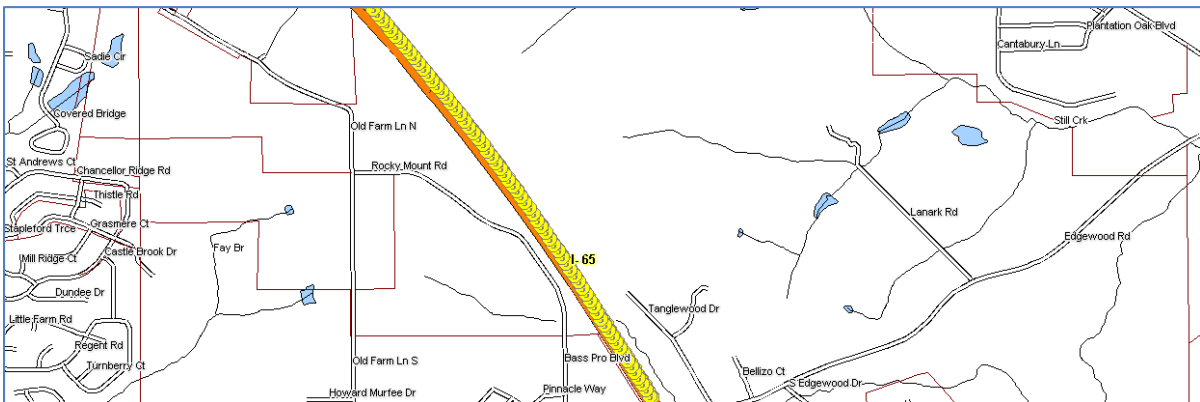 Plantation Oak Blvd
Cantabury Ln
Sadie Cir
Covered Bridge
Still Crk
Old Farm Ln N
St Andrews Ct
Rocky Mount Rd
Chancellor Ridge Rd
Thistle Rd
Lanark Rd
Stapleford Trce
Grasmere Ct
Edgewood Rd
Fay Br
Castle Brook Dr
Mill Ridge Ct
I- 65
Dundee Dr
Tanglewood Dr
Little Farm Rd
Regent Rd
Bass Pro Blvd
Old Farm Ln S
Turnberry Ct
Bellizo Ct
S Edgewood Dr
Pinnacle Way
Howard Murfee Dr